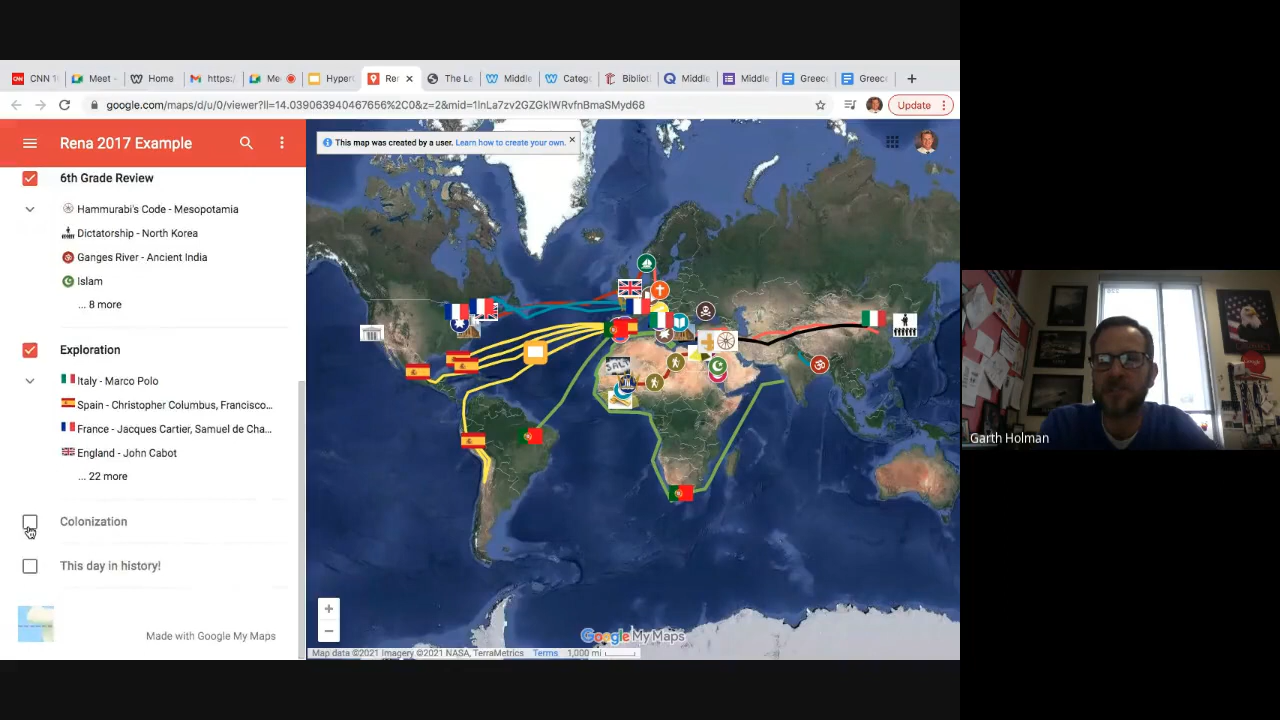 CNN 1
Meet -
Home
https:/
Me
Hyper
Rer
The Le
Middle
Categ
Bibliot
Middle
Middle
Greec
Greec
google.com/maps/d/u/0/viewer?ll=14.039063940467656%2C0&z=2&mid=1lnLa7zv2GZGklWRvfnBmaSMyd68
Update
Rena 2017 Example
This map was created by a user. Learn how to create your own.
6th Grade Review
Hammurabi's Code - Mesopotamia
Dictatorship - North Korea
Ganges River - Ancient India
Islam
... 8 more
Exploration
Italy - Marco Polo
Spain - Christopher Columbus, Francisco...
France - Jacques Cartier, Samuel de Cha...
England - John Cabot
... 22 more
Colonization
This day in history!
Made with Google My Maps
SALT
Google My Maps
Map data ©2021 Imagery ©2021 NASA, TerraMetrics
Terms
1,000 mi
Garth Holman